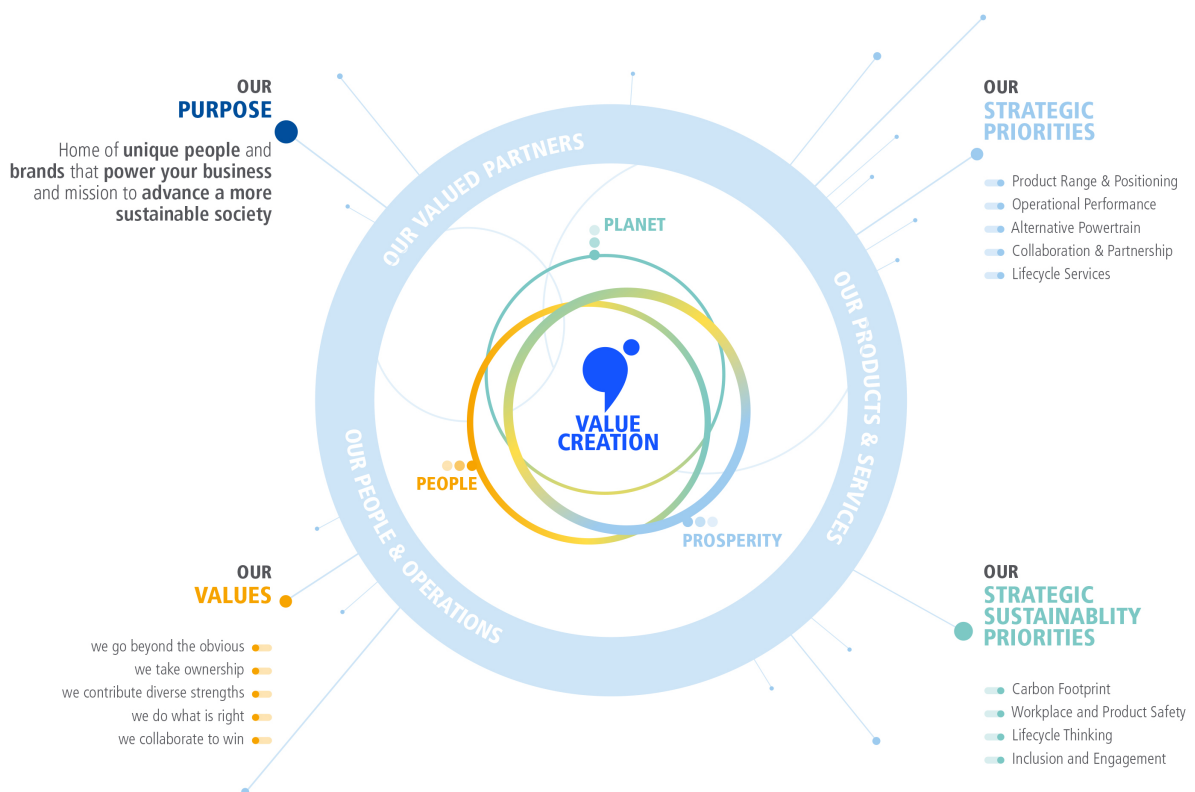 OUR
PURPOSE
Home of unique people and
brands that power your business
and mission to advance a more
sustainable society
OUR
STRATEGIC
PRIORITIES
Product Range & Positioning
Operational Performance
Alternative Powertrain
Collaboration & Partnership
Lifecycle Services
OUR VALUED PARTNERS
OUR PRODUCTS & SERVICES
OUR PEOPLE & OPERATIONS
PLANET
VALUE
CREATION
PEOPLE
PROSPERITY
OUR
VALUES
we go beyond the obvious
we take ownership
we contribute diverse strengths
we do what is right
we collaborate to win
OUR
STRATEGIC
SUSTAINABLITY
PRIORITIES
Carbon Footprint
Workplace and Product Safety
Lifecycle Thinking
Inclusion and Engagement